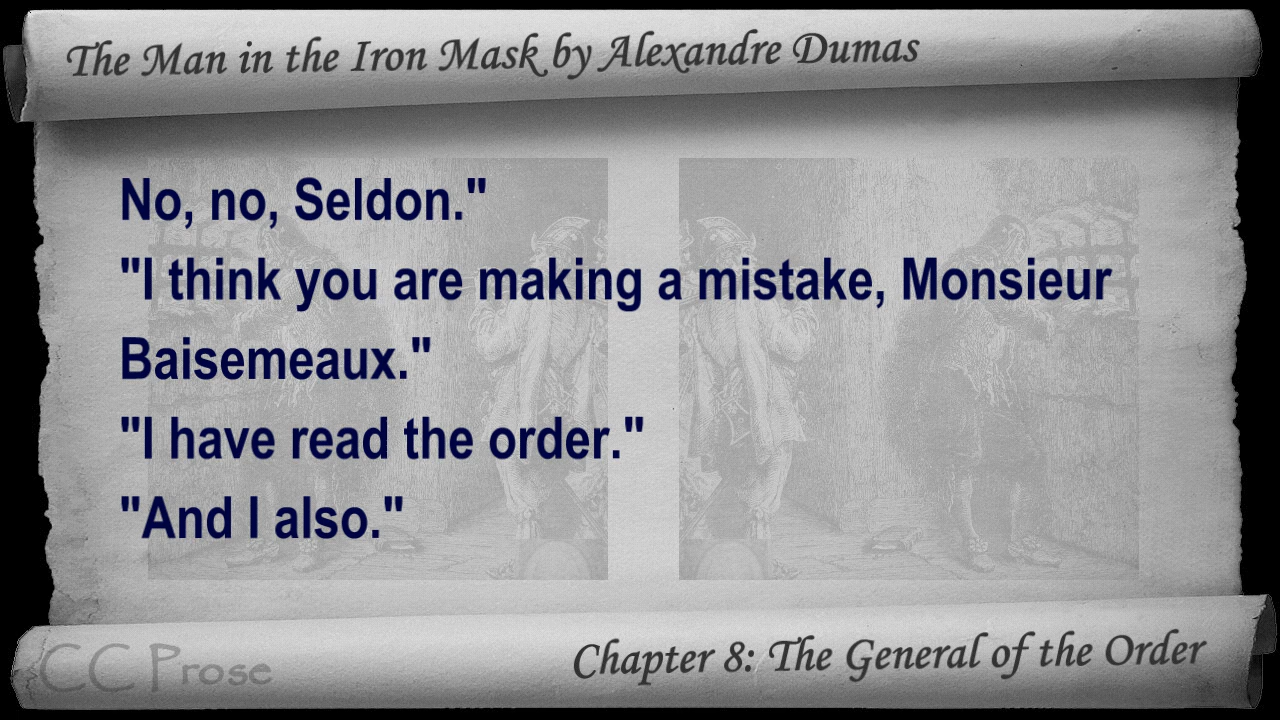 The Man in the Iron Mask by Alexandre Dumas
No, no, Seldon."
"I think you are making a mistake, Monsieur
Baisemeaux."
"I have read the order."
"And I also."
CC Prose
Chapter 8: The General of the Order